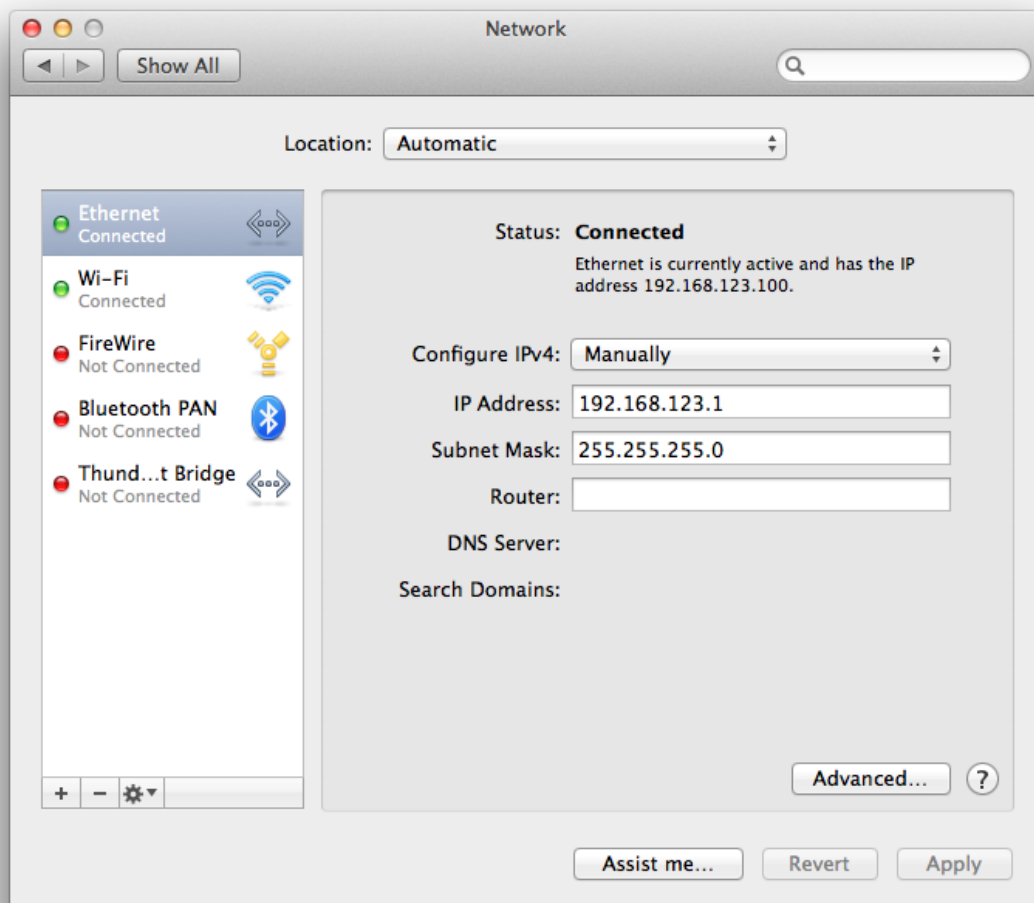 Network
Show All
Location: Automatic
Ethernet
Connected
Wi-Fi
Connected
FireWire
Not Connected
Bluetooth PAN
Not Connected
Thund...t Bridge
Not Connected
Status: Connected
Ethernet is currently active and has the IP
address 192.168.123.100.
Configure IPv4: Manually
IP Address: 192.168.123.1
Subnet Mask: 255.255.255.0
Router:
DNS Server:
Search Domains:
Advanced...
?
Assist me...
Revert
Apply